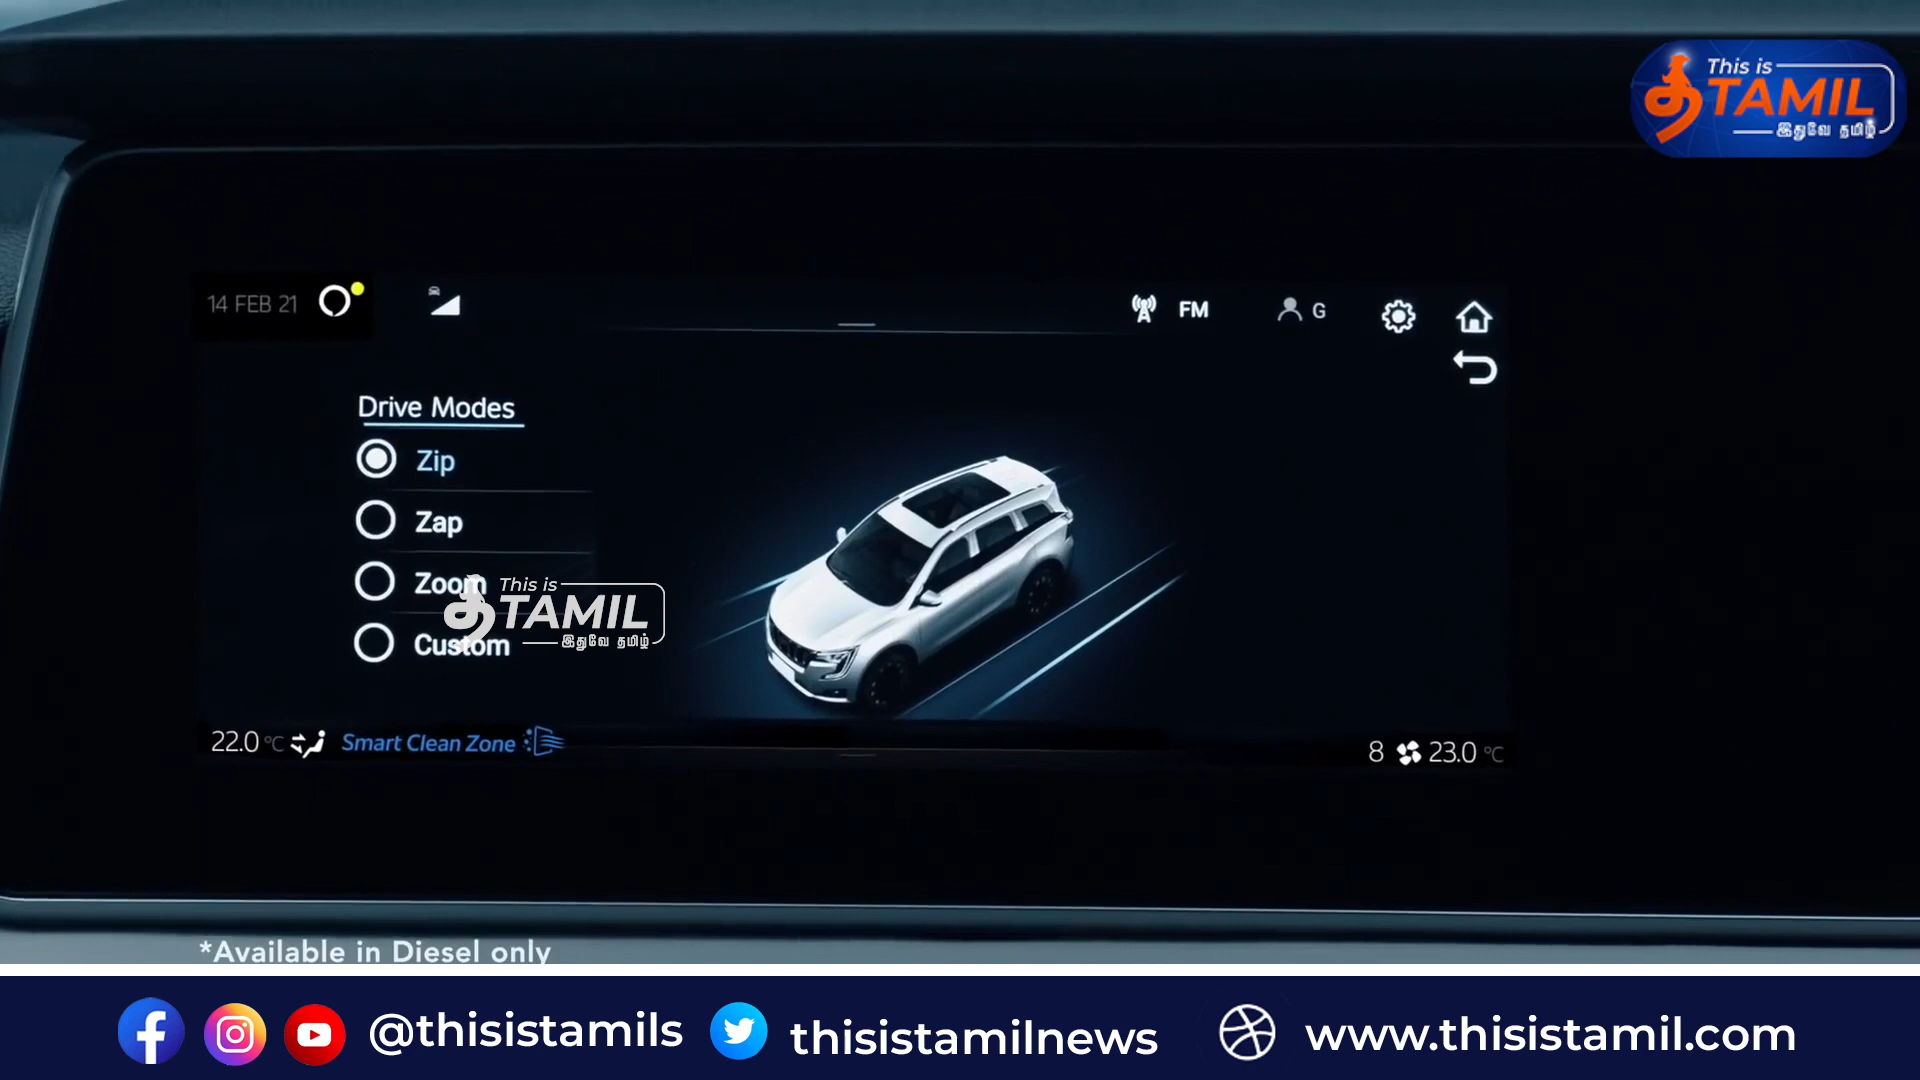 This is
த TAMIL
இதுவே தமிழ்
14 FEB 21
FM
G
Drive Modes
Zip
Zap
Zoom
Custom
This is
த TAMIL
இதுவே தமிழ்
22.0 °C
Smart Clean Zone
8
23.0 °C
*Available in Diesel only
@thisistamils
thisistamilnews
www.thisistamil.com